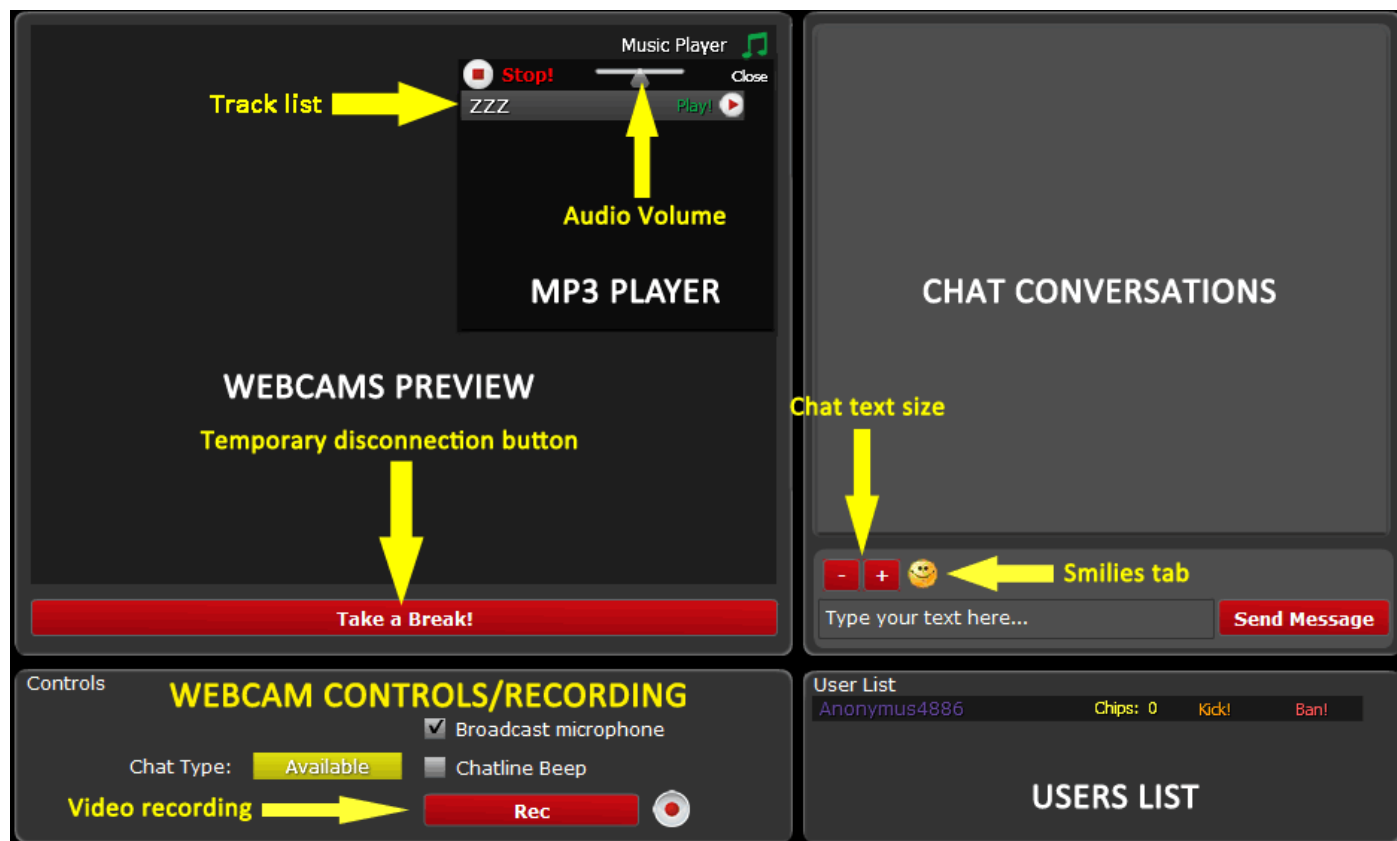 Music Player
Stop!
Close
Track list
ZZZ
Play!
Audio Volume
MP3 PLAYER
WEBCAMS PREVIEW
Temporary disconnection button
Take a Break!
CHAT CONVERSATIONS
Chat text size
- +
Smilies tab
Type your text here...
Send Message
Controls
WEBCAM CONTROLS/RECORDING
Broadcast microphone
Chat Type: Available
Chatline Beep
Video recording
Rec
User List
Anonymus4886 Chips: 0 Kick! Ban!
USERS LIST